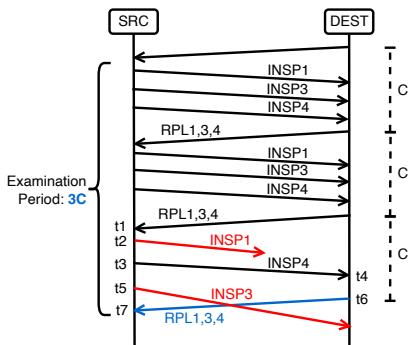 SRC
DEST
INSP1
INSP3
C
INSP4
RPL1,3,4
INSP1
INSP3
C
INSP4
Examination
Period: 3C
RPL1,3,4
t1
t2
INSP1
C
t3
INSP4
t4
t5
INSP3
t6
t7
RPL1,3,4